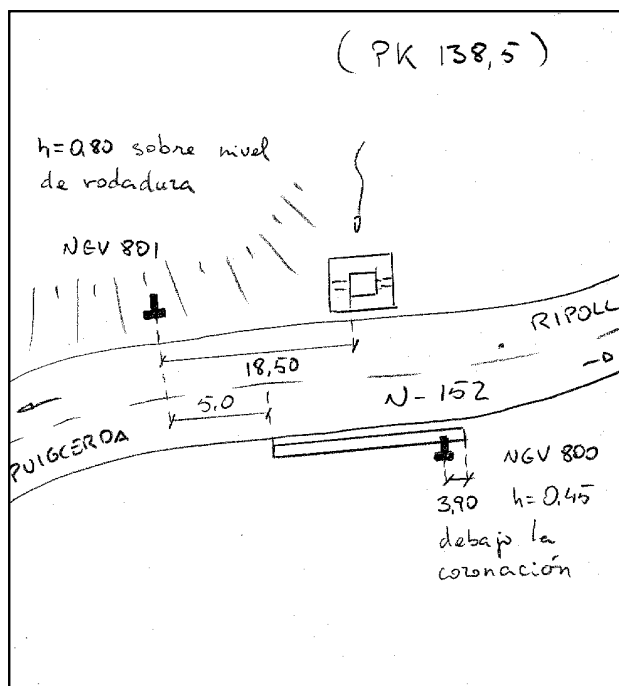 (PK 138,5)
h=0,80 sobre nivel
de rodadura
NGV 801
RIPOLL
18,50
5,0
N-152
PUIGCERDA
NGV 800
3,90 h=0,45
debajo la
coronación